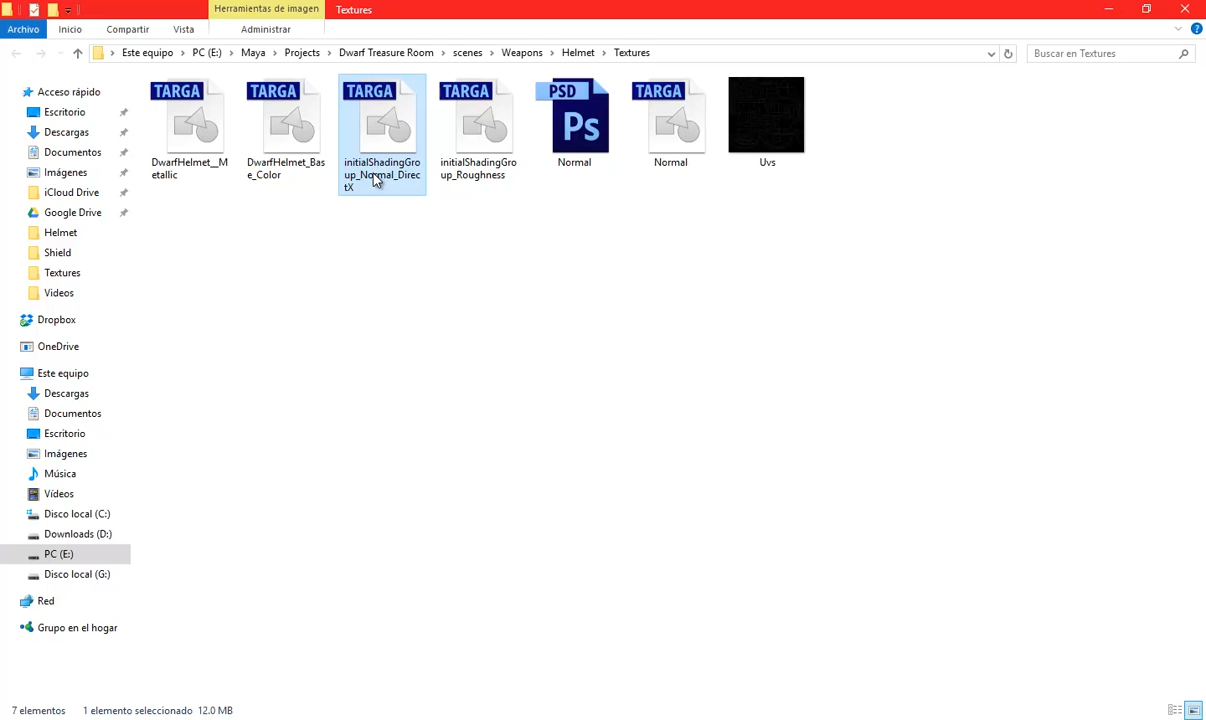 Herramientas de imagen
Textures
Archivo
Inicio
Compartir
Vista
Administrar
Este equipo
PC (E:)
Maya
Projects
Dwarf Treasure Room
scenes
Weapons
Helmet
Textures
Buscar en Textures
Acceso rápido
Escritorio
Descargas
Documentos
Imágenes
iCloud Drive
Google Drive
Helmet
Shield
Textures
Videos
Dropbox
OneDrive
Este equipo
Descargas
Documentos
Escritorio
Imágenes
Música
Vídeos
Disco local (C:)
Downloads (D:)
PC (E:)
Disco local (G:)
Red
Grupo en el hogar
TARGA
DwarfHelmet__M
etallic
TARGA
DwarfHelmet_Bas
e_Color
TARGA
initialShadingGro
up_Normal_Direc
tX
TARGA
initialShadingGro
up_Roughness
PSD
Ps
Normal
TARGA
Normal
Uvs
7 elementos
1 elemento seleccionado 12.0 MB